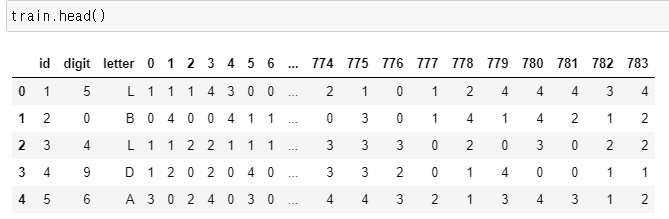 train.head()
id digit letter 0 1 2 3 4 5 6 ... 774 775 776 777 778 779 780 781 782 783
0 1 5 L 1 1 1 4 3 0 0 ... 2 1 0 1 2 4 4 4 3 4
1 2 0 B 0 4 0 0 4 1 1 ... 0 3 0 1 4 1 4 2 1 2
2 3 4 L 1 1 2 2 1 1 1 ... 3 3 3 0 2 0 3 0 2 2
3 4 9 D 1 2 0 2 0 4 0 ... 3 3 2 0 1 4 0 0 1 1
4 5 6 A 3 0 2 4 0 3 0 ... 4 4 3 2 1 3 4 3 1 2